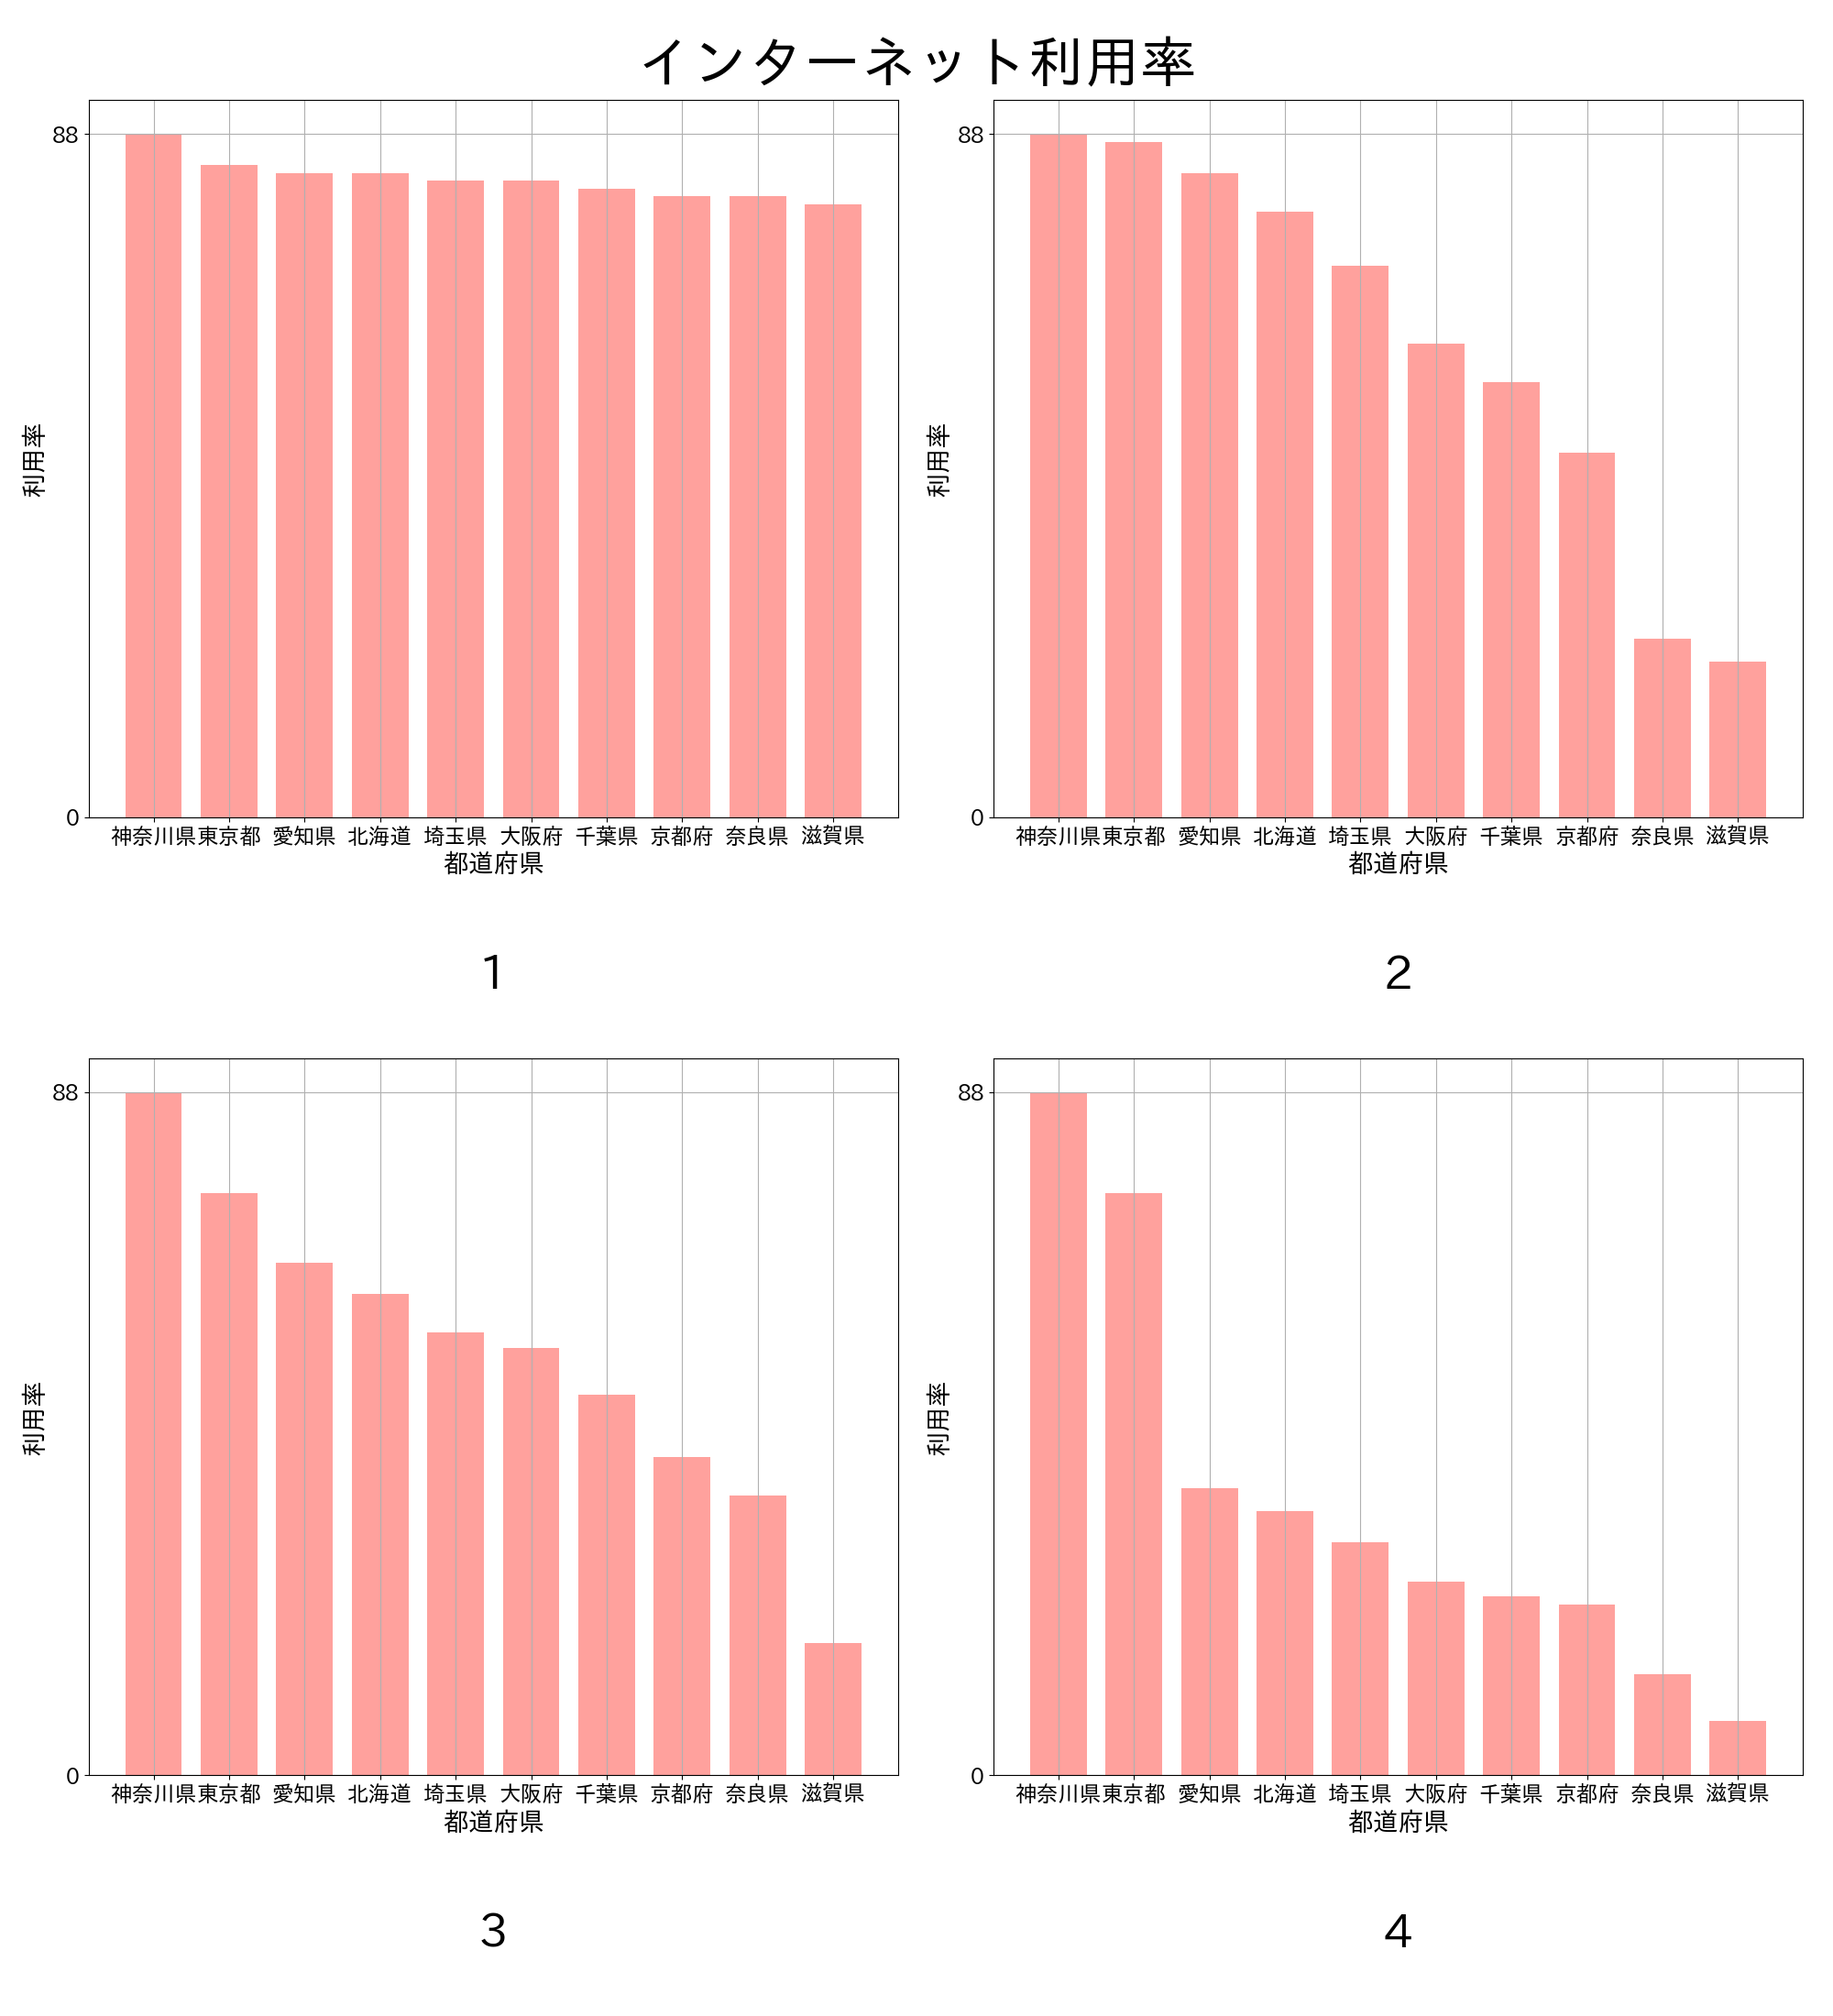 インターネット利用率
88
0
利用率
神奈川県 東京都 愛知県 北海道 埼玉県 大阪府 千葉県 京都府 奈良県 滋賀県
都道府県
1
88
0
利用率
神奈川県 東京都 愛知県 北海道 埼玉県 大阪府 千葉県 京都府 奈良県 滋賀県
都道府県
2
88
0
利用率
神奈川県 東京都 愛知県 北海道 埼玉県 大阪府 千葉県 京都府 奈良県 滋賀県
都道府県
3
88
0
利用率
神奈川県 東京都 愛知県 北海道 埼玉県 大阪府 千葉県 京都府 奈良県 滋賀県
都道府県
4